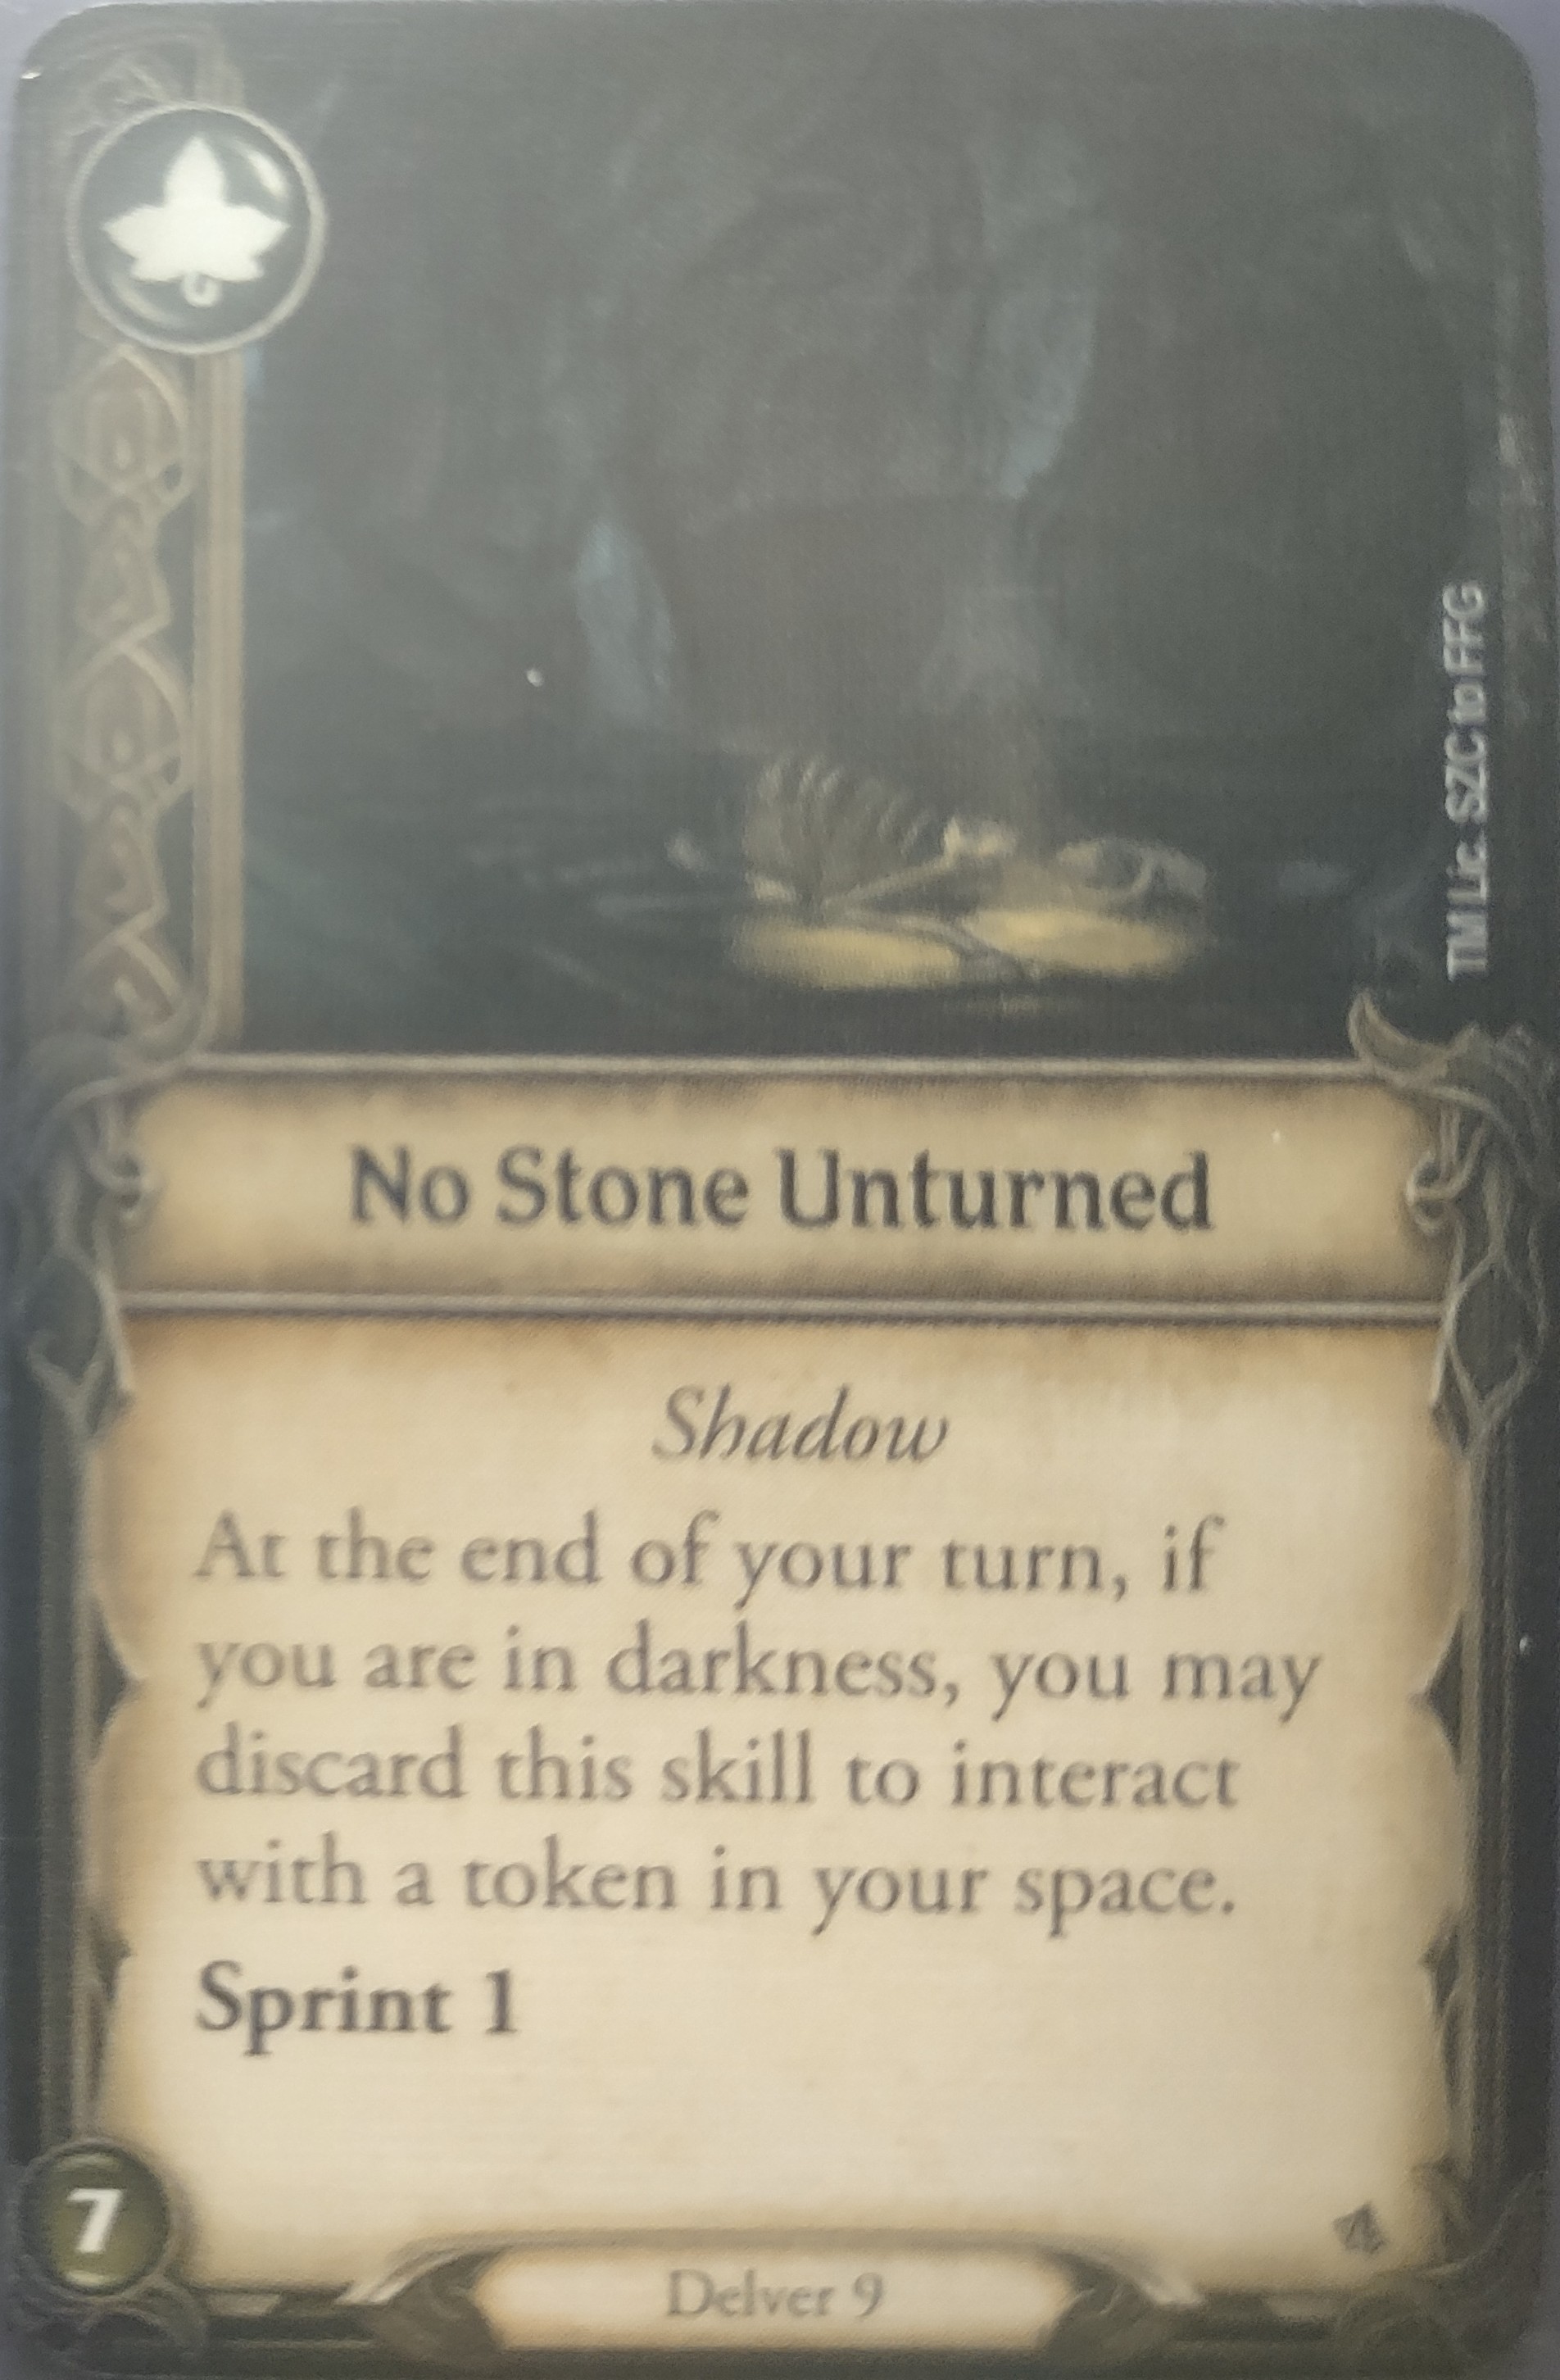 TM Lic. SZC to FFG
No Stone Unturned
Shadow
At the end of your turn, if
you are in darkness, you may
discard this skill to interact
with a token in your space.
Sprint 1
7
Delver 9